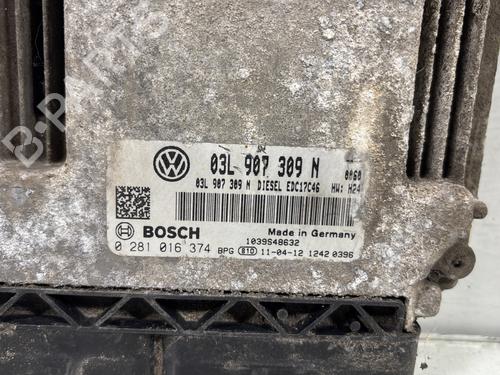 B-PARTS
03L 907 309 N
03L 907 309 N DIESEL EDC17C46 HW: H24
BOSCH
Made in Germany
1039S48632
0 281 016 374 BPG 11-04-12 1242 0396